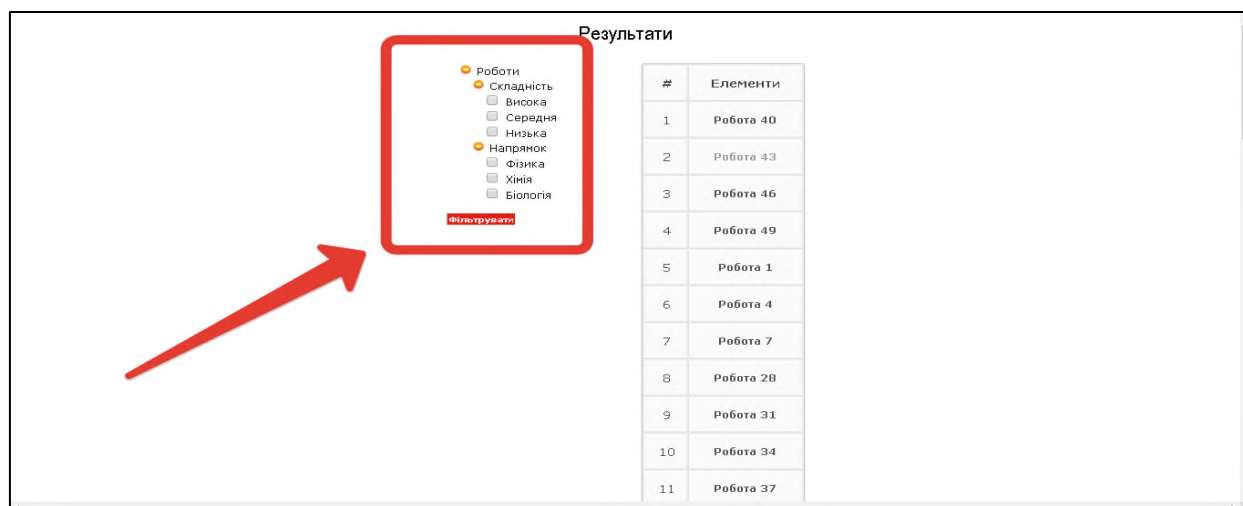 Результати
Роботи
Складність
Висока
Середня
Низька
Напрямок
Фізика
Хімія
Біологія
Фільтрувати
# Елементи
1 Робота 40
2 Робота 43
3 Робота 46
4 Робота 49
5 Робота 1
6 Робота 4
7 Робота 7
8 Робота 28
9 Робота 31
10 Робота 34
11 Робота 37